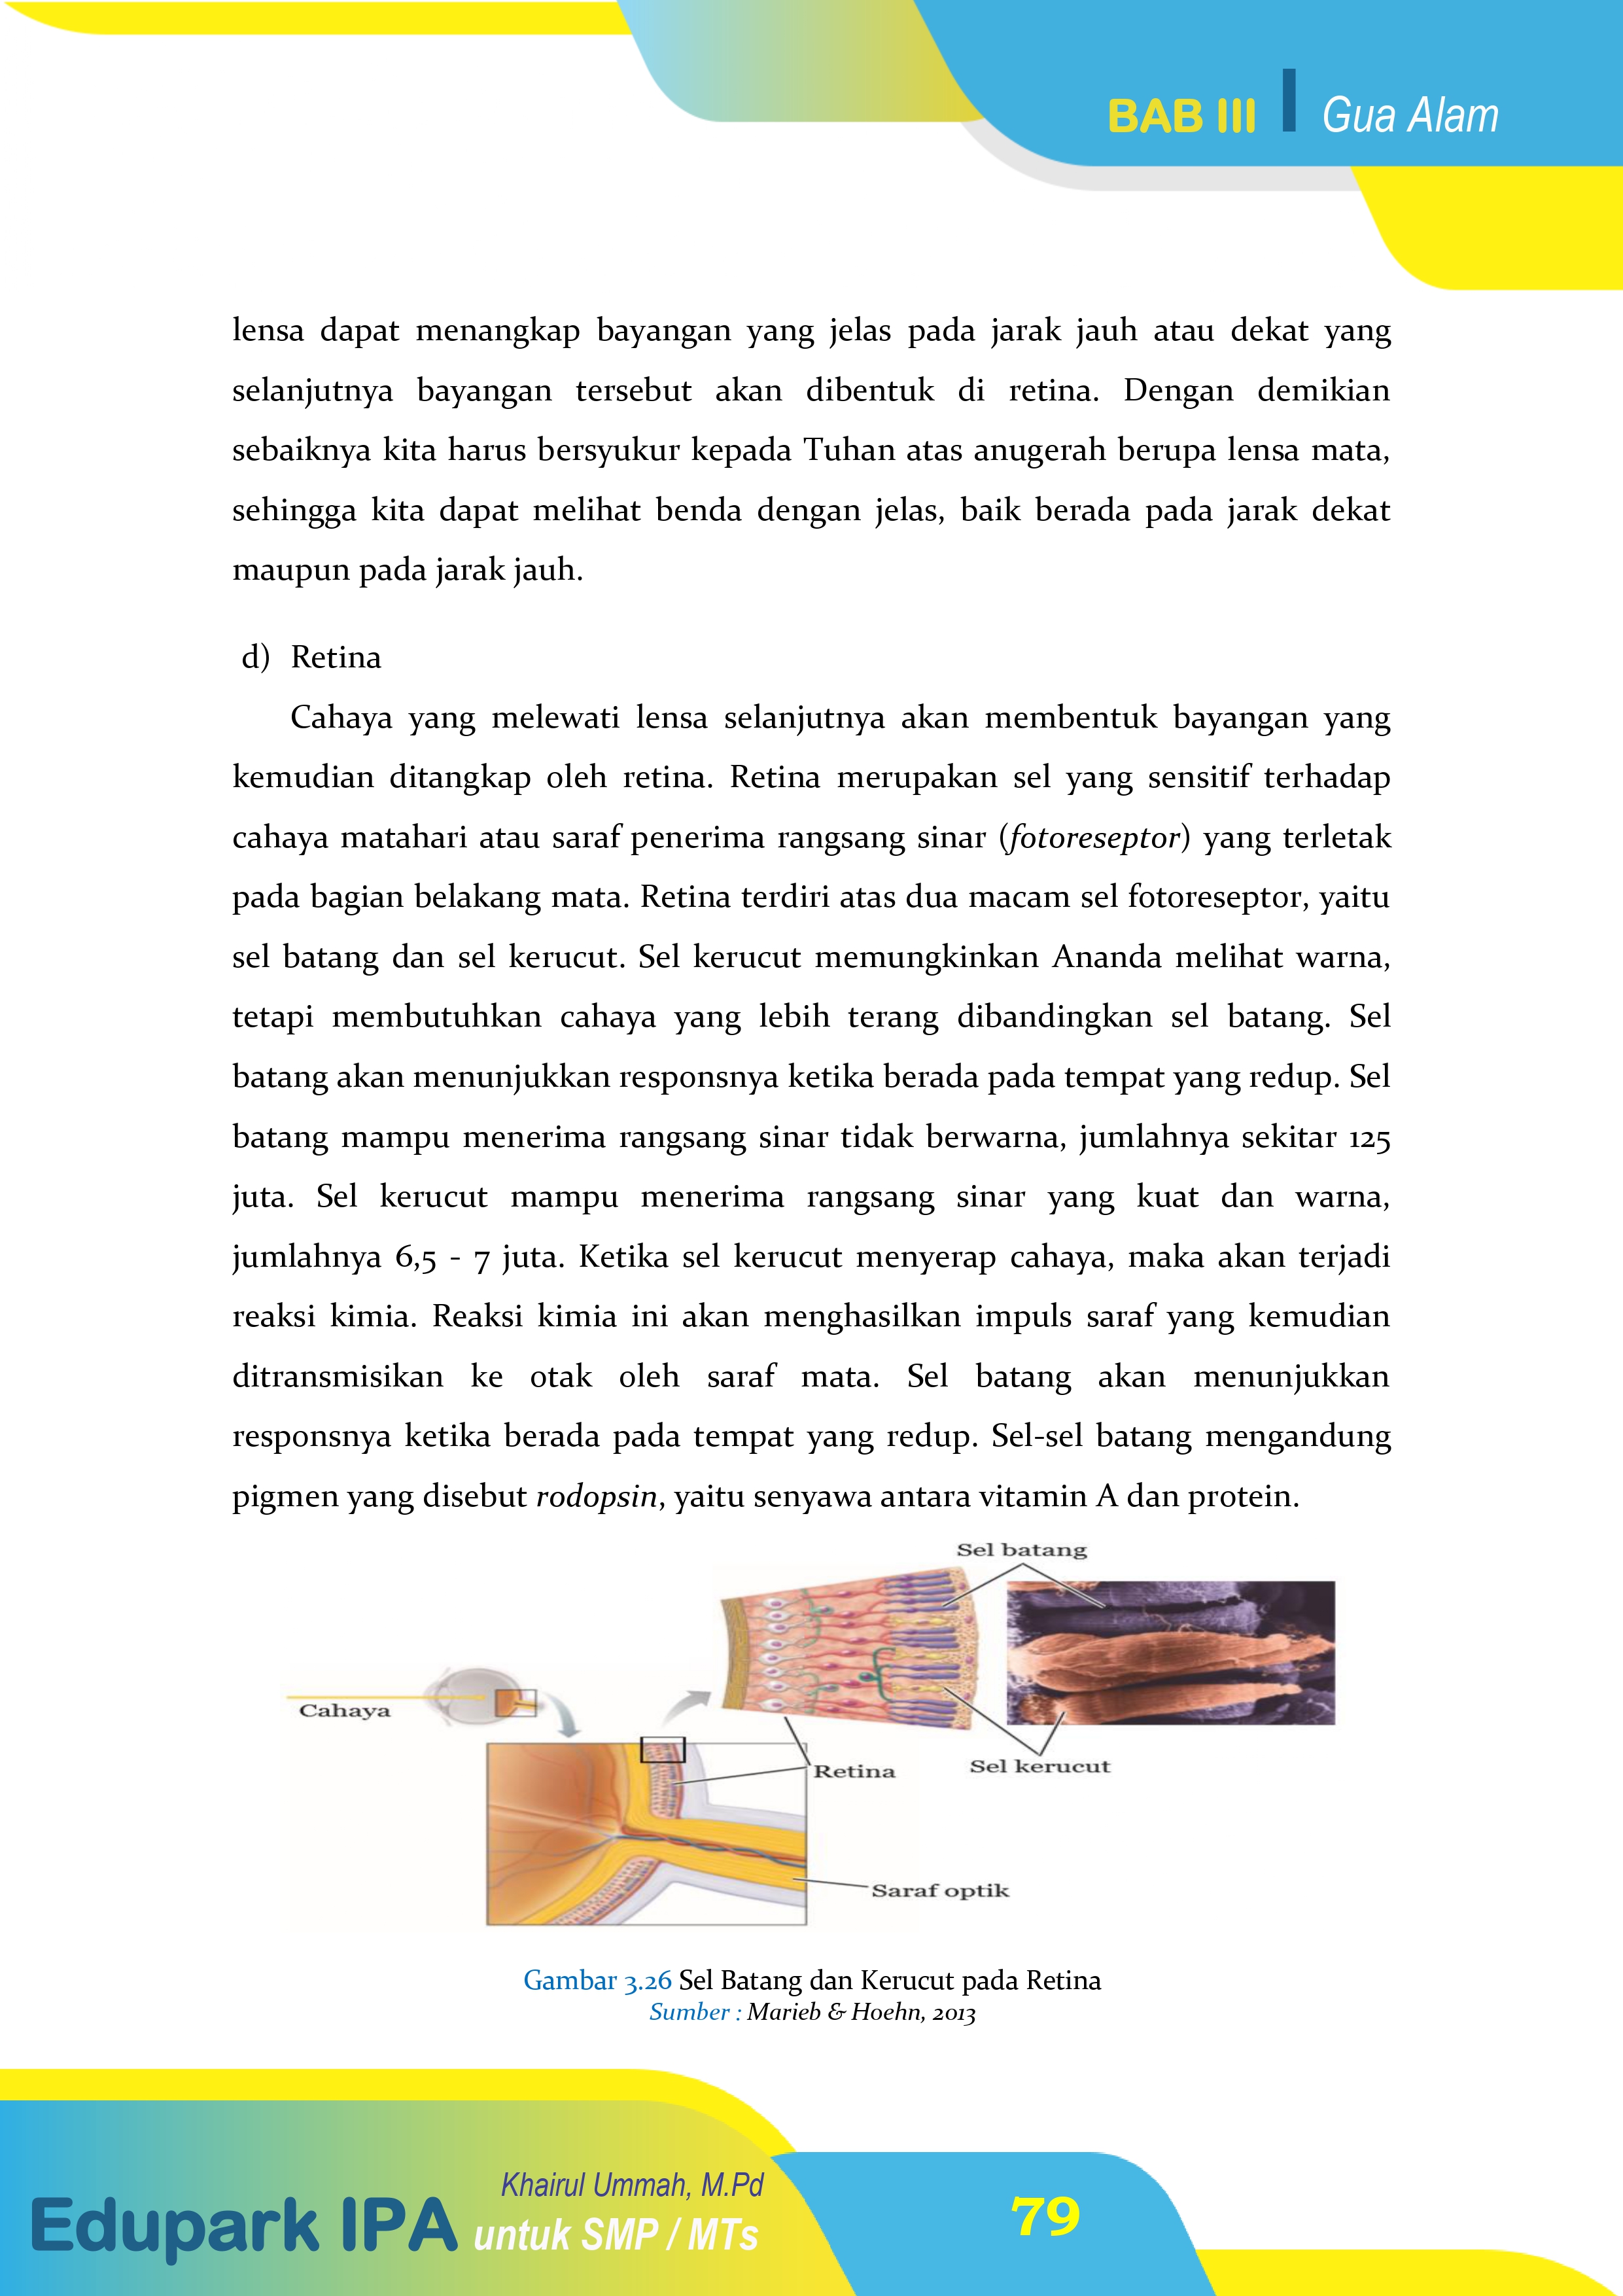 BAB III Gua Alam
lensa dapat menangkap bayangan yang jelas pada jarak jauh atau dekat yang
selanjutnya bayangan tersebut akan dibentuk di retina. Dengan demikian
sebaiknya kita harus bersyukur kepada Tuhan atas anugerah berupa lensa mata,
sehingga kita dapat melihat benda dengan jelas, baik berada pada jarak dekat
maupun pada jarak jauh.
d) Retina
Cahaya yang melewati lensa selanjutnya akan membentuk bayangan yang
kemudian ditangkap oleh retina. Retina merupakan sel yang sensitif terhadap
cahaya matahari atau saraf penerima rangsang sinar (fotoreseptor) yang terletak
pada bagian belakang mata. Retina terdiri atas dua macam sel fotoreseptor, yaitu
sel batang dan sel kerucut. Sel kerucut memungkinkan Ananda melihat warna,
tetapi membutuhkan cahaya yang lebih terang dibandingkan sel batang. Sel
batang akan menunjukkan responsnya ketika berada pada tempat yang redup. Sel
batang mampu menerima rangsang sinar tidak berwarna, jumlahnya sekitar 125
juta. Sel kerucut mampu menerima rangsang sinar yang kuat dan warna,
jumlahnya 6,5 - 7 juta. Ketika sel kerucut menyerap cahaya, maka akan terjadi
reaksi kimia. Reaksi kimia ini akan menghasilkan impuls saraf yang kemudian
ditransmisikan ke otak oleh saraf mata. Sel batang akan menunjukkan
responsnya ketika berada pada tempat yang redup. Sel-sel batang mengandung
pigmen yang disebut rodopsin, yaitu senyawa antara vitamin A dan protein.
Sel batang
Cahaya
Retina
Sel kerucut
Saraf optik
Gambar 3.26 Sel Batang dan Kerucut pada Retina
Sumber : Marieb & Hoehn, 2013
Khairul Ummah, M.Pd
Edupark IPA untuk SMP / MTs
79